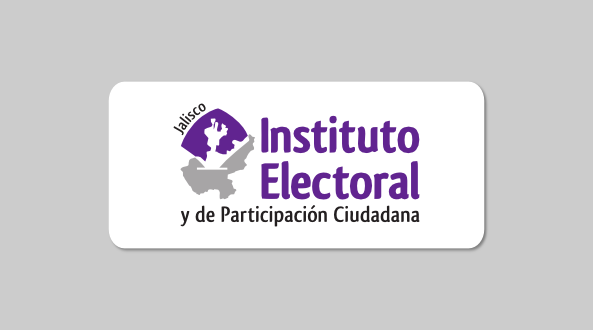 Jalisco
Instituto
Electoral
y de Participación Ciudadana